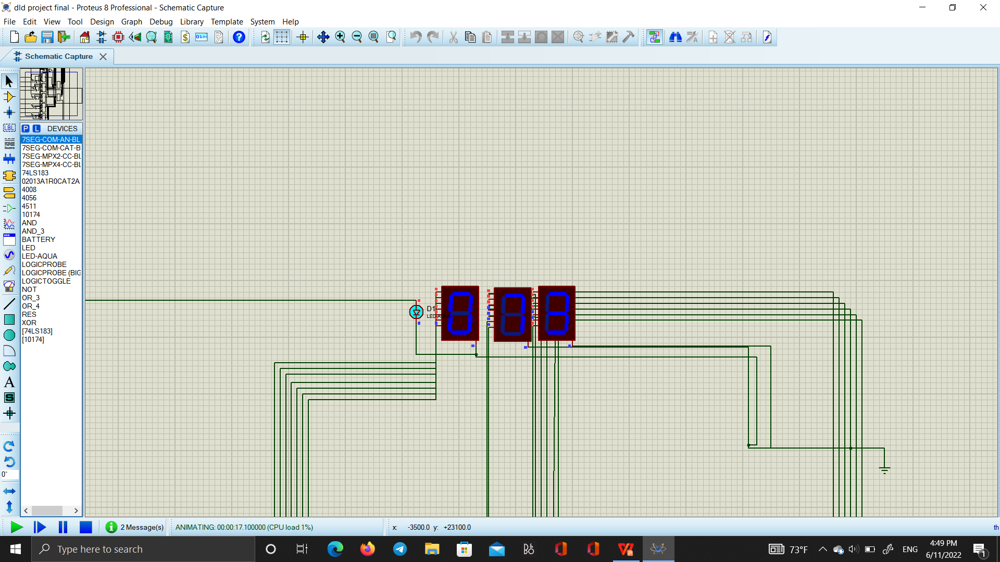 dld project final - Proteus 8 Professional - Schematic Capture
File Edit View Tool Design Graph Debug Library Template System Help
$ 0101 ?
Schematic Capture
LBL
P L DEVICES
7SEG-COM-AN-BL
7SEG-COM-CAT-B
7SEG-MPX2-CC-BL
7SEG-MPX4-CC-BL
74LS183
02013A1R0CAT2A
4008
4056
4511
10174
AND
AND_3
BATTERY
LED
LED-AQUA
LOGICPROBE
LOGICPROBE (BIG
LOGICTOGGLE
NOT
OR_3
OR_4
RES
XOR
[74LS183]
[10174]
D1
A
S
0°
2 Message(s) ANIMATING: 00:00:17.100000 (CPU load 1%) x: -3500.0 y: +23100.0 th
Type here to search
73°F ENG 4:49 PM
6/11/2022
1